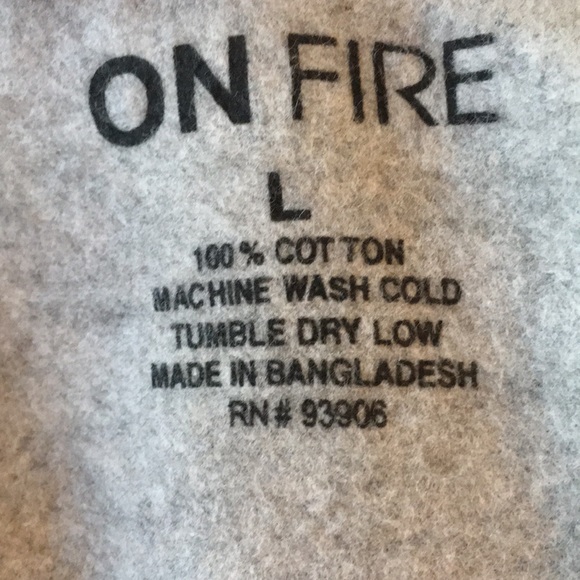 ON FIRE
L
100% COTTON
MACHINE WASH COLD
TUMBLE DRY LOW
MADE IN BANGLADESH
RN# 93906